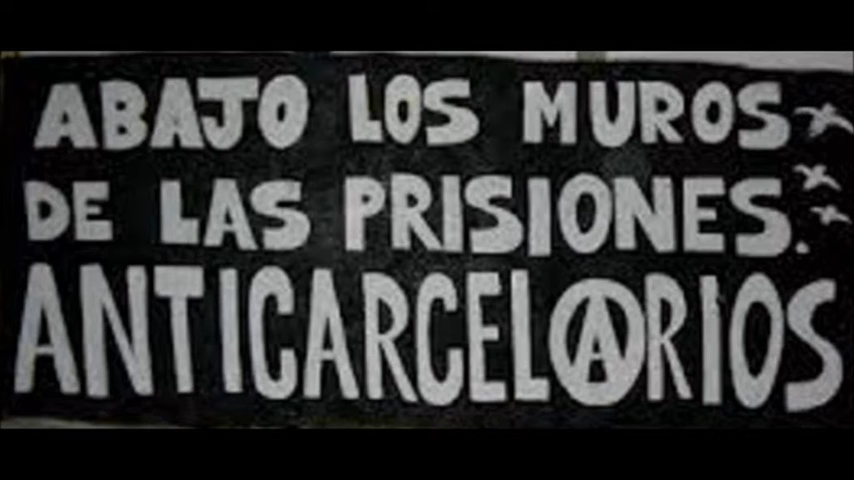 ABAJO LOS MUROS
DE LAS PRISIONES.
ANTICARCELARIOS